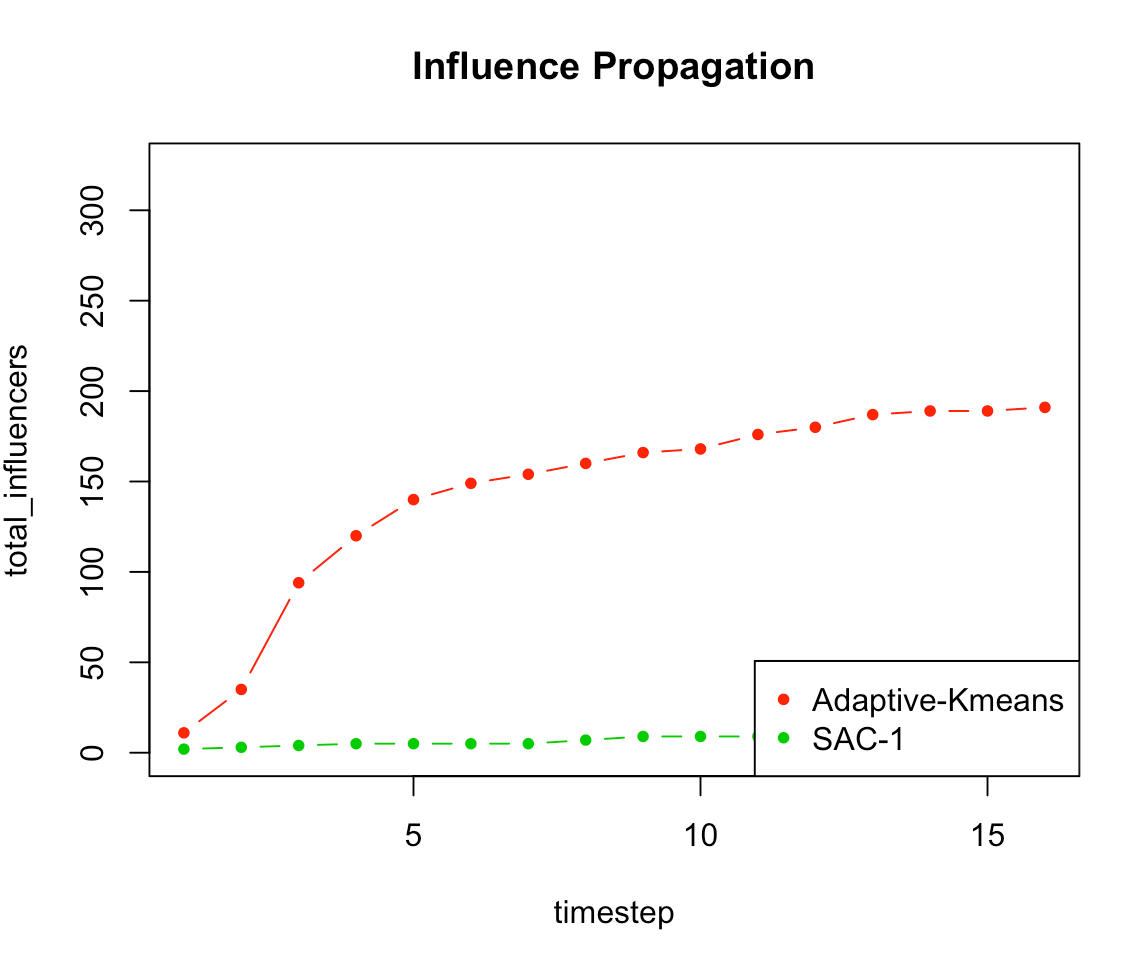 Influence Propagation
total_influencers
300
250
200
150
100
50
0
Adaptive-Kmeans
SAC-1
5
10
15
timestep